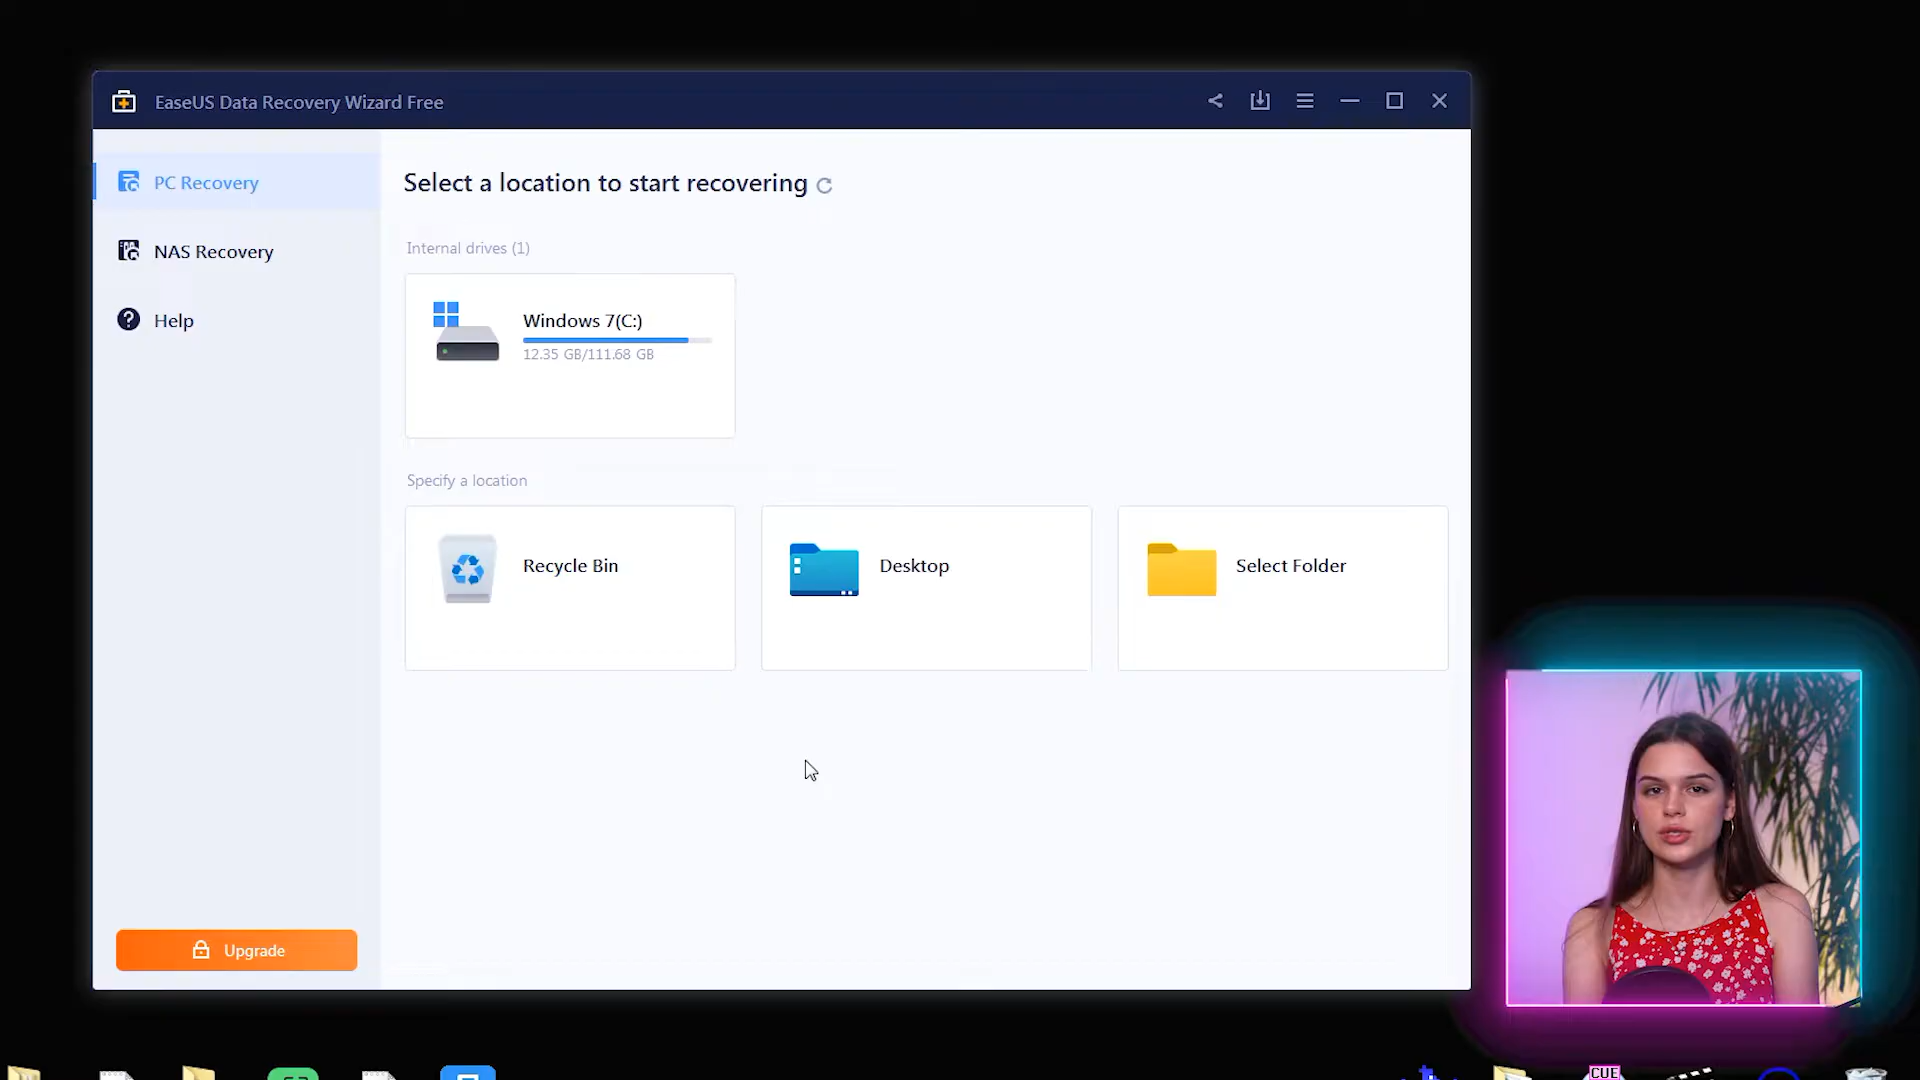 EaseUS Data Recovery Wizard Free
PC Recovery
NAS Recovery
Help
Upgrade
Select a location to start recovering
Internal drives (1)
Windows 7(C:)
12.35 GB/111.68 GB
Specify a location
Recycle Bin
Desktop
Select Folder
CUE